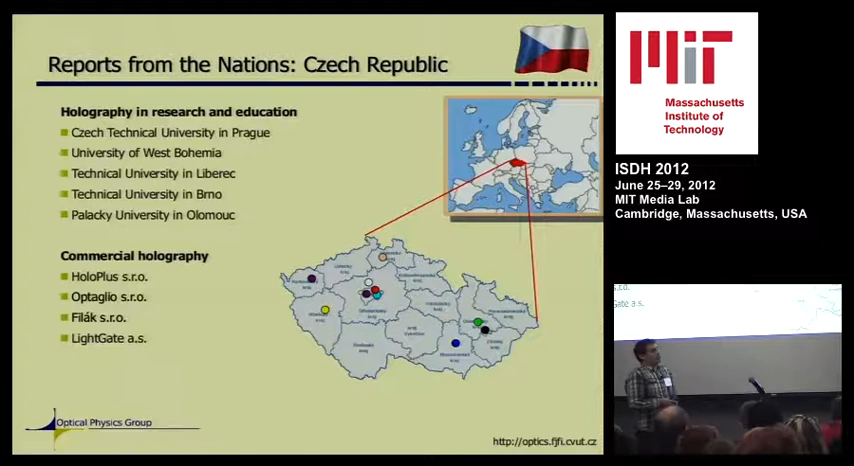 Reports from the Nations: Czech Republic
Holography in research and education
Czech Technical University in Prague
University of West Bohemia
Technical University in Liberec
Technical University in Brno
Palacky University in Olomouc
Commercial holography
HoloPlus s.r.o.
Optaglio s.r.o.
Filák s.r.o.
LightGate a.s.
Optical Physics Group
http://optics.fjfi.cvut.cz
Massachusetts
Institute of
Technology
ISDH 2012
June 25–29, 2012
MIT Media Lab
Cambridge, Massachusetts, USA
Gate a.s.